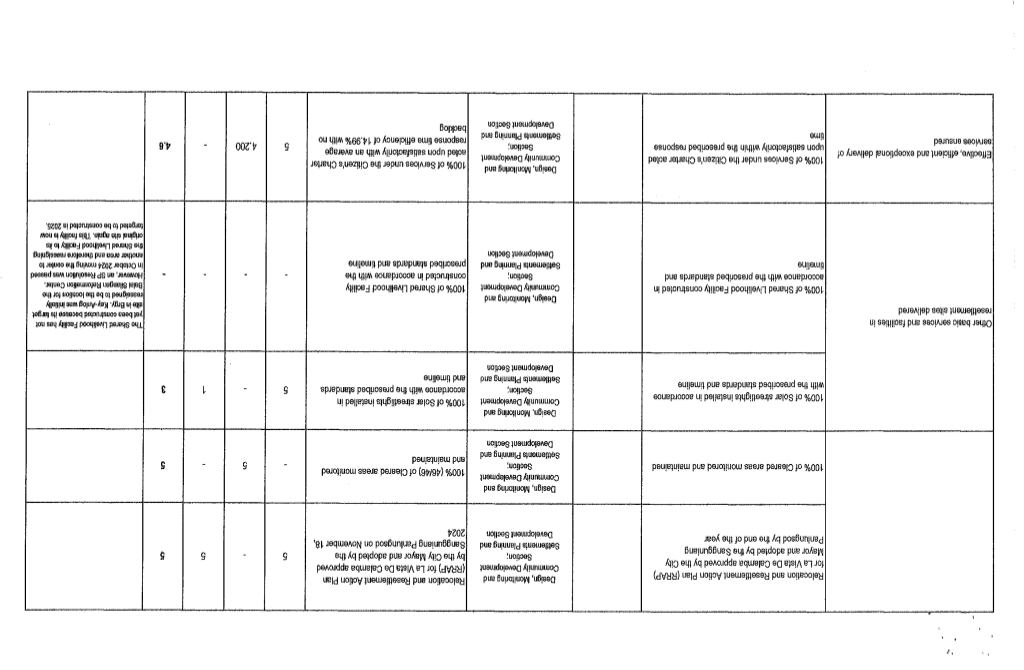 Relocation and Resettlement Action Plan (RRAP)
for La Vista De Calamba approved by the City
Mayor and adopted by the Sangguniang
Panlungsod by the end of the year
Design, Monitoring and
Community Development
Section;
Settlements Planning and
Development Section
Relocation and Resettlement Action Plan
(RRAP) for La Vista De Calamba approved
by the City Mayor and adopted by the
Sangguniang Panlungsod on November 18,
2024
5
-
5
5
100% of Cleared areas monitored and maintained
Design, Monitoring and
Community Development
Section;
Settlements Planning and
Development Section
100% (46/46) of Cleared areas monitored
and maintained
-
5
-
5
Other basic services and facilities in
resettlement sites delivered
100% of Solar streetlights installed in accordance
with the prescribed standards and timeline
Design, Monitoring and
Community Development
Section;
Settlements Planning and
Development Section
100% of Solar streetlights installed in
accordance with the prescribed standards
and timeline
5
-
1
3
100% of Shared Livelihood Facility constructed in
accordance with the prescribed standards and
timeline
Design, Monitoring and
Community Development
Section;
Settlements Planning and
Development Section
100% of Shared Livelihood Facility
constructed in accordance with the
prescribed standards and timeline
-
-
-
-
The Shared Livelihood Facility has not
yet been constructed because its target
site in Brgy. Kay-Anlog was initially
reassigned to be the location for the
Balai Silangan Reformation Center.
However, an SP Resolution was passed
in October 2024 moving the center to
another area and therefore reassigning
the Shared Livelihood Facility to its
original site again. This facility is now
targeted to be constructed in 2025.
Effective, efficient and exceptional delivery of
services ensured
100% of Services under the Citizen's Charter acted
upon satisfactorily within the prescribed response
time
Design, Monitoring and
Community Development
Section;
Settlements Planning and
Development Section
100% of Services under the Citizen's Charter
acted upon satisfactorily with an average
response time efficiency of 14.99% with no
backlog
5
4.200
-
4.6